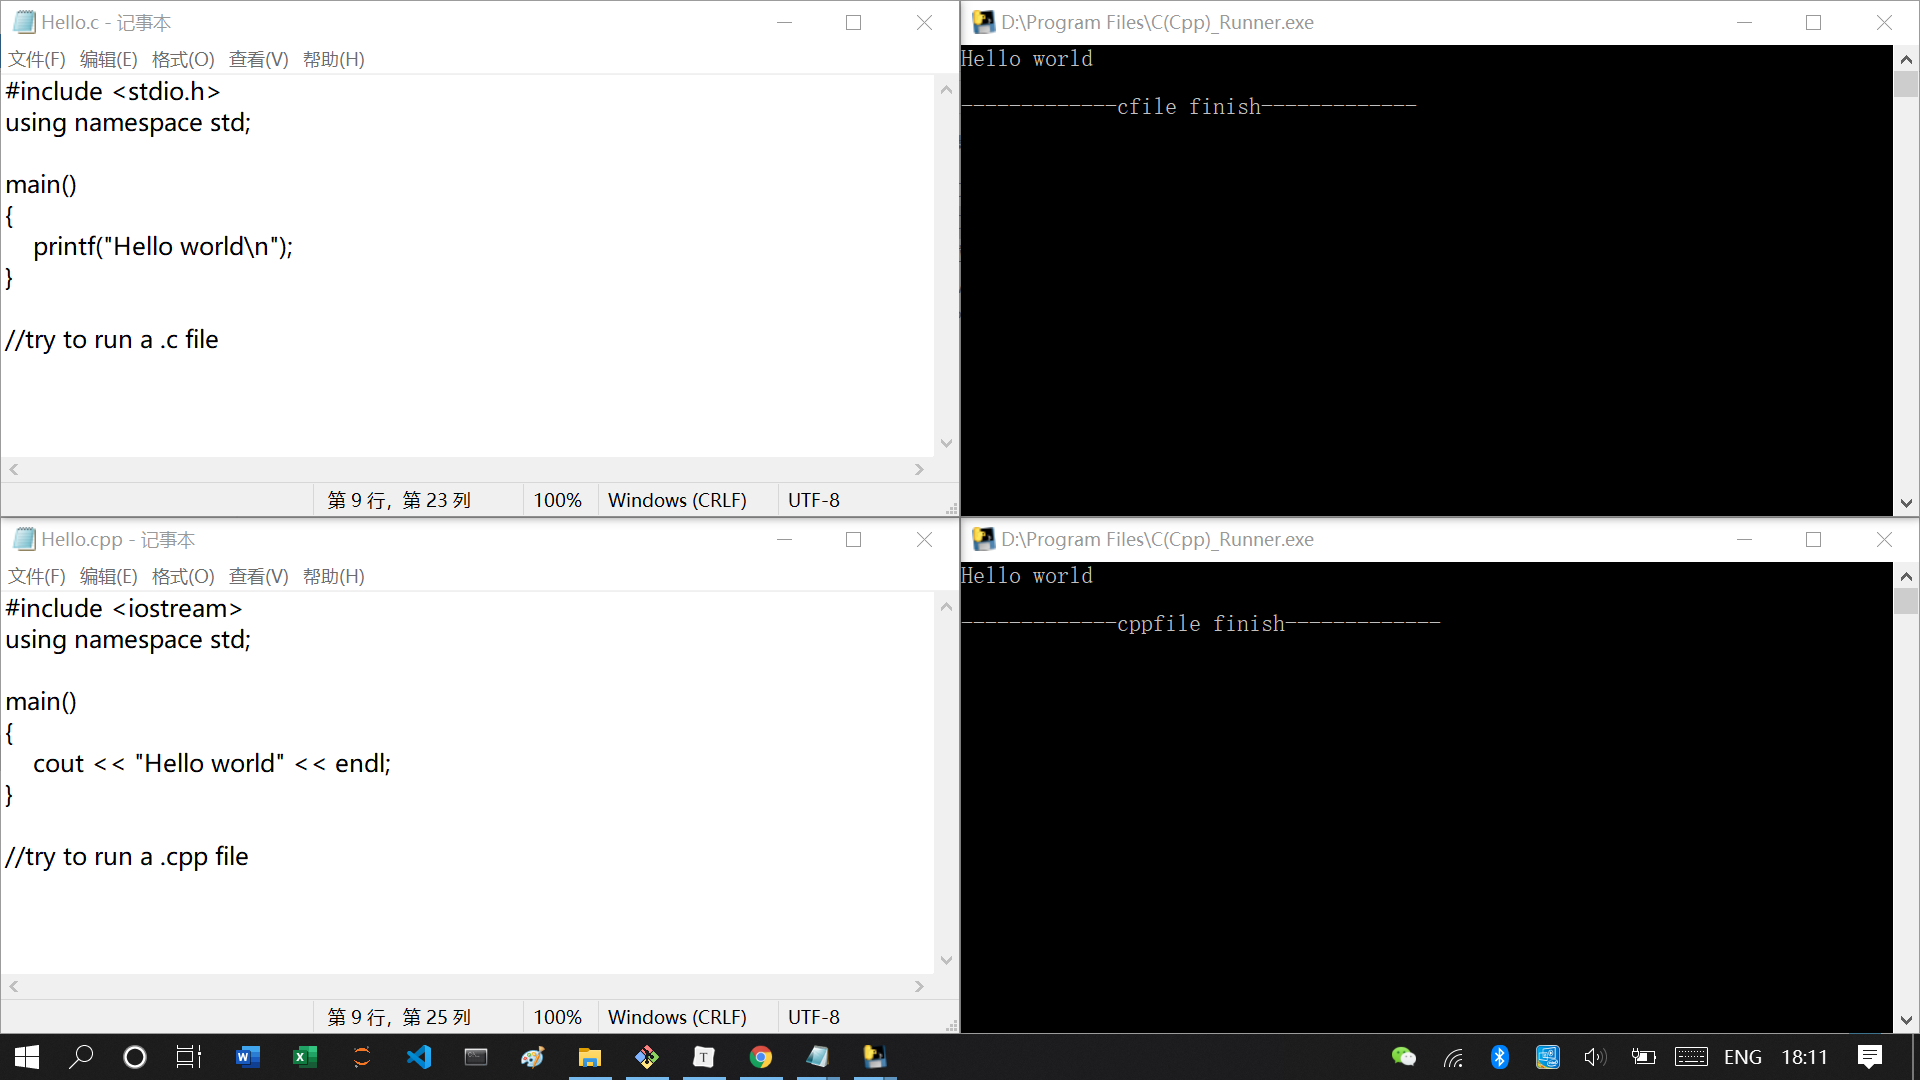 Hello.c - 记事本
文件(F) 编辑(E) 格式(O) 查看(V) 帮助(H)
#include <stdio.h>
using namespace std;
main()
{
printf("Hello world\n");
}
//try to run a .c file
第 9 行，第 23 列 100% Windows (CRLF) UTF-8
D:\Program Files\C(Cpp)_Runner.exe
Hello world
-------------cfile finish-------------
Hello.cpp - 记事本
文件(F) 编辑(E) 格式(O) 查看(V) 帮助(H)
#include <iostream>
using namespace std;
main()
{
cout << "Hello world" << endl;
}
//try to run a .cpp file
第 9 行，第 25 列 100% Windows (CRLF) UTF-8
D:\Program Files\C(Cpp)_Runner.exe
Hello world
-------------cppfile finish-------------
ENG 18:11